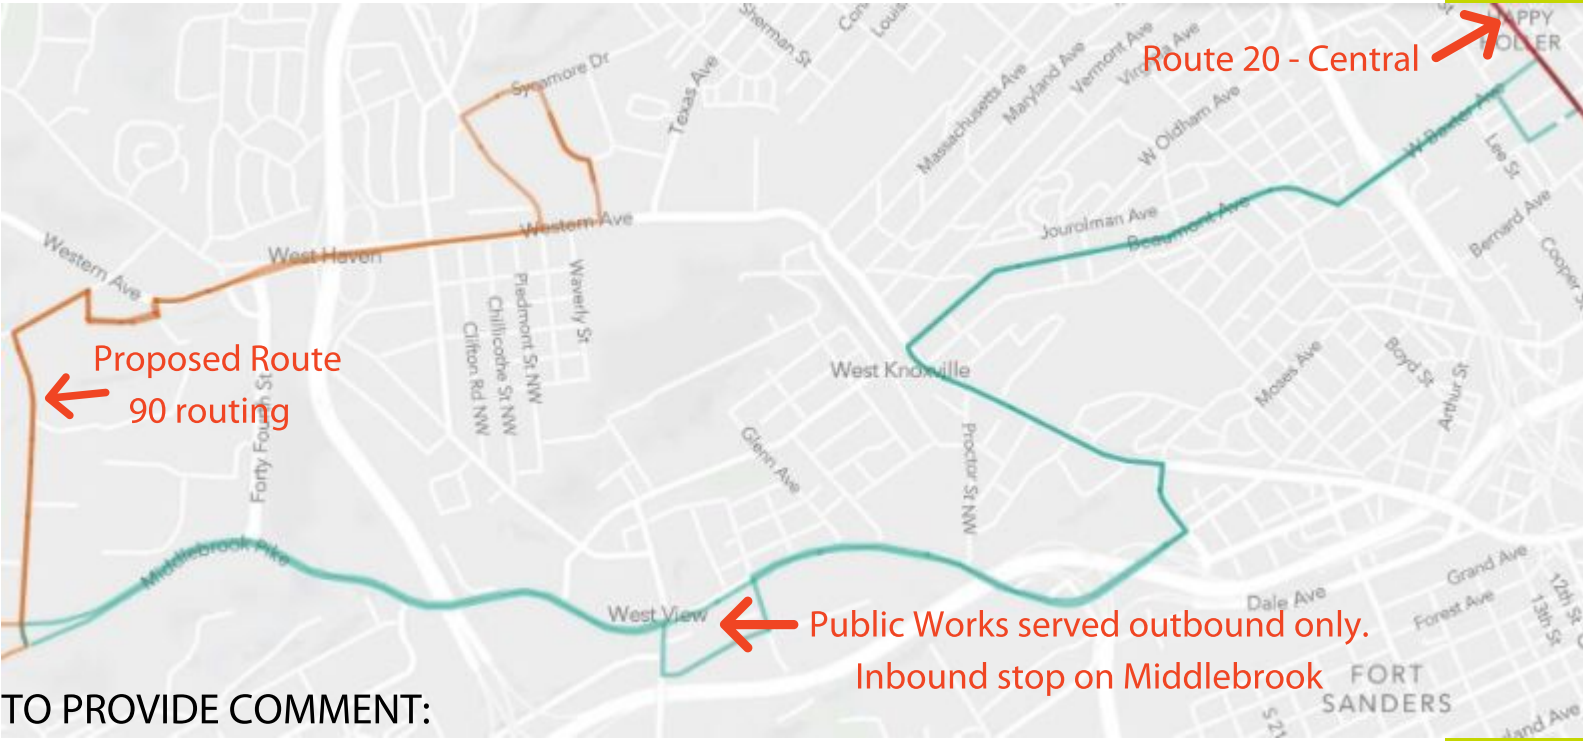 Sherman St
Texas Ave
Sycamore Dr
Massachusetts Ave
Maryland Ave
Vermont Ave
Route 20 - Central
HAPPY
HOLLER
W Oldham Ave
W Baxter Ave
Lee St
Bernard Ave
Cooper St
Jourolman Ave
Beaumont Ave
Western Ave
Western Ave
West Haven
Waverly St
Piedmont St NW
Chillicothe St NW
Clifton Rd NW
Proposed Route
90 routing
Forty Fourth St
West Knoxville
Glenn Ave
Proctor St NW
Moses Ave
Boyd St
Arthur St
Middlebrook Pike
West View
Public Works served outbound only.
Inbound stop on Middlebrook
Dale Ave
Grand Ave
Forest Ave
12th St
13th St
FORT
SANDERS
TO PROVIDE COMMENT: